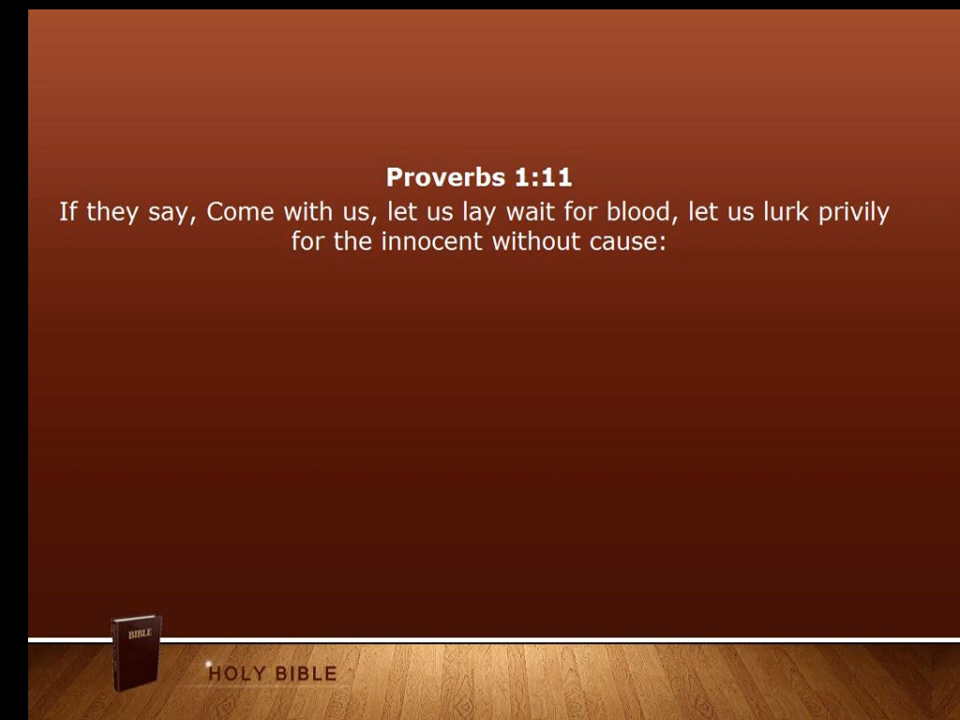 Proverbs 1:11
If they say, Come with us, let us lay wait for blood, let us lurk privily
for the innocent without cause:
BIBLE
HOLY BIBLE